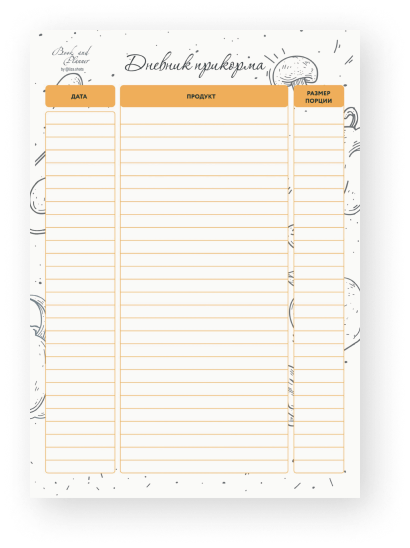 Book and
Planner
Дневник прикорма
ДАТА
ПРОДУКТ
РАЗМЕР
ПОРЦИИ